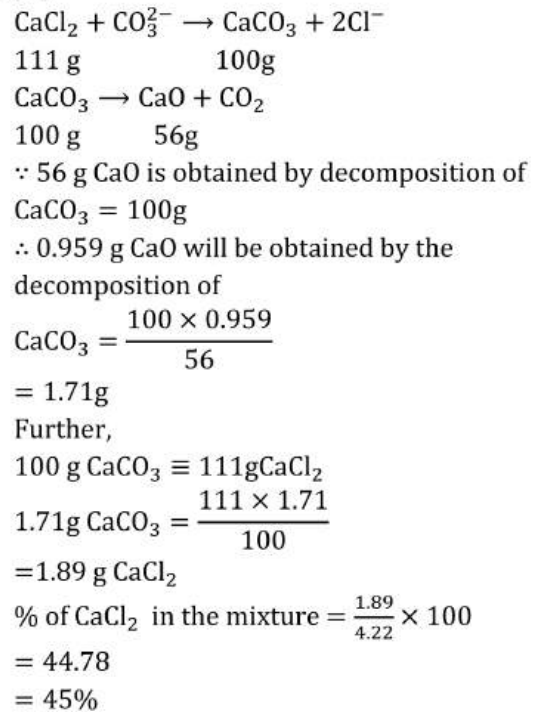 CaCl₂ + CO₃²⁻ ⟶ CaCO₃ + 2Cl⁻
111 g 100g
CaCO₃ ⟶ CaO + CO₂
100 g 56g
∵ 56 g CaO is obtained by decomposition of
CaCO₃ = 100g
∴ 0.959 g CaO will be obtained by the
decomposition of
CaCO₃ = (100 × 0.959)/56
= 1.71g
Further,
100 g CaCO₃ ≡ 111gCaCl₂
1.71g CaCO₃ = (111 × 1.71)/100
=1.89 g CaCl₂
% of CaCl₂ in the mixture = 1.89/4.22 × 100
= 44.78
= 45%